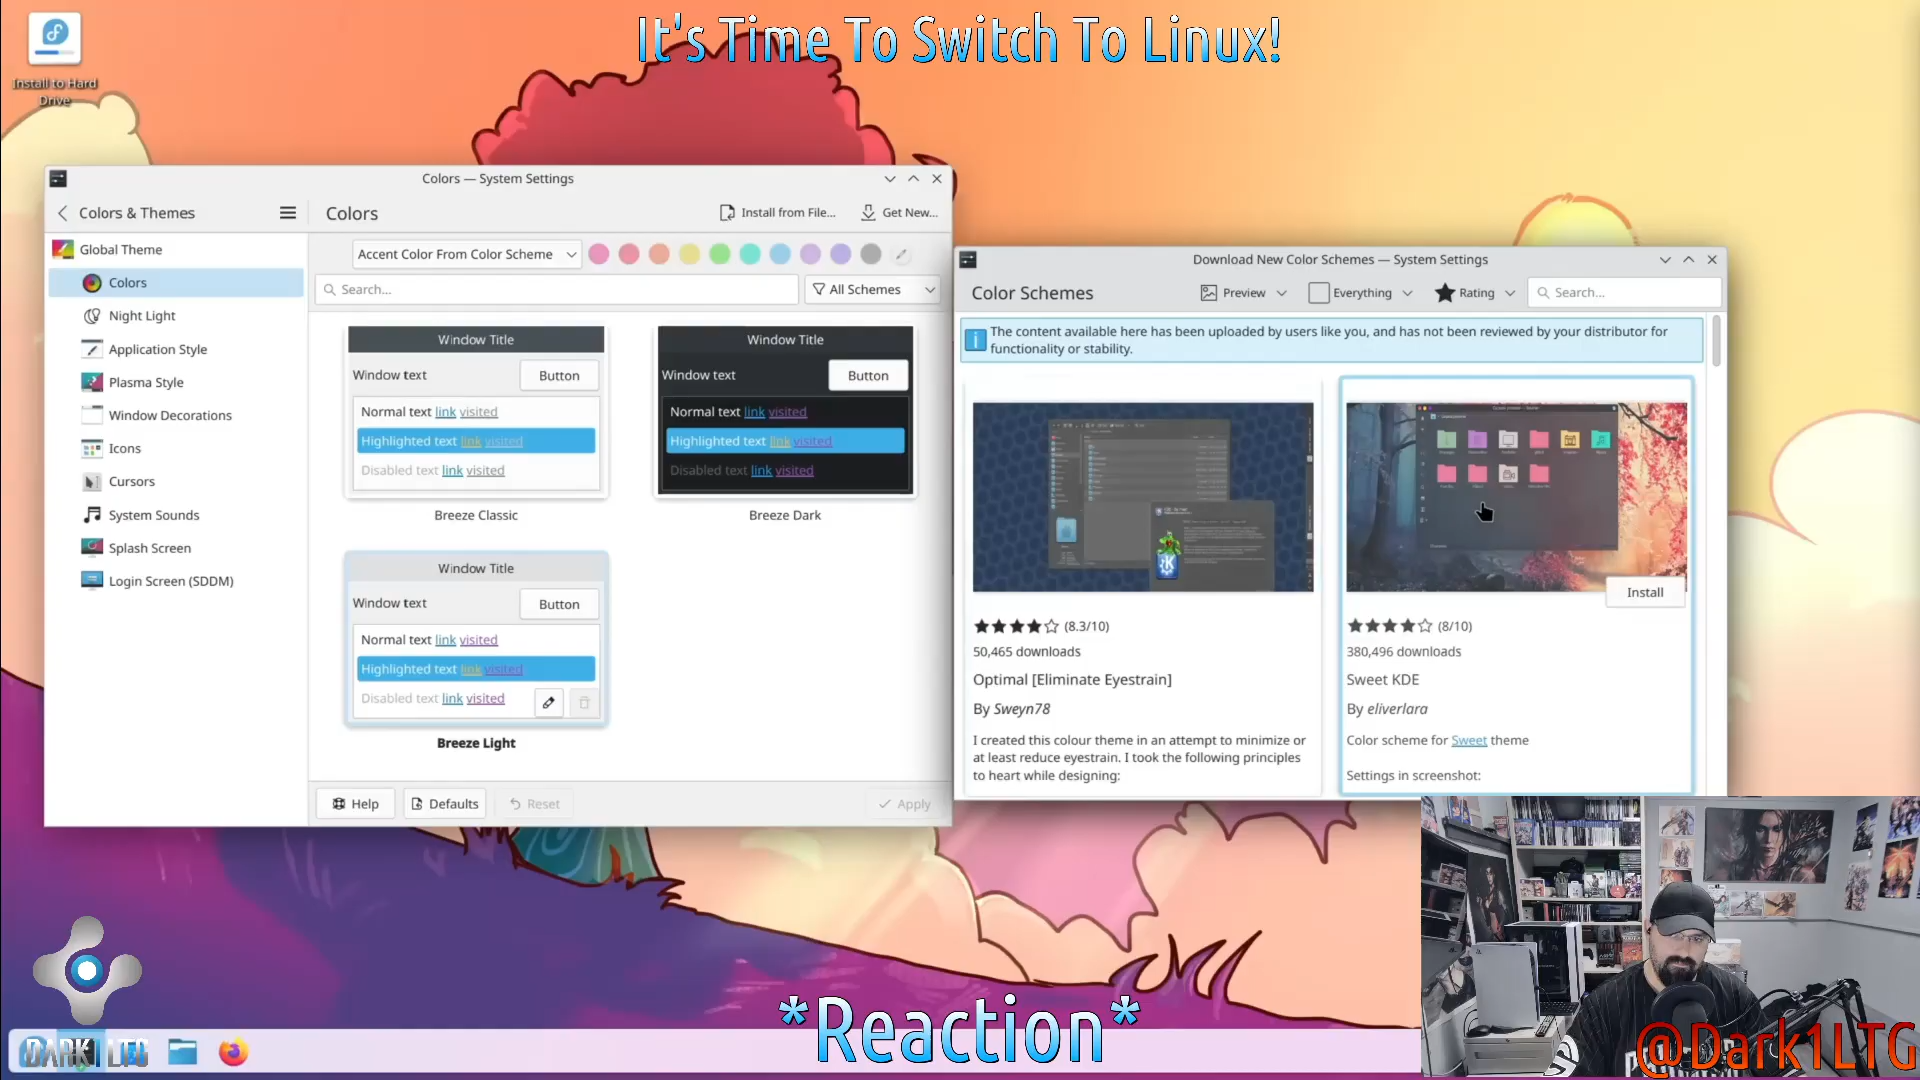 It's Time To Switch To Linux!
Install to Hard
Drive
Colors — System Settings
Colors & Themes
Colors
Install from File...
Get New...
Global Theme
Colors
Night Light
Application Style
Plasma Style
Window Decorations
Icons
Cursors
System Sounds
Splash Screen
Login Screen (SDDM)
Accent Color From Color Scheme
Search...
All Schemes
Window Title
Window text
Button
Normal text link visited
Highlighted text link visited
Disabled text link visited
Breeze Classic
Window Title
Window text
Button
Normal text link visited
Highlighted text link visited
Disabled text link visited
Breeze Dark
Window Title
Window text
Button
Normal text link visited
Highlighted text link visited
Disabled text link visited
Breeze Light
Help
Defaults
Reset
Apply
Download New Color Schemes — System Settings
Color Schemes
Preview
Everything
Rating
Search...
The content available here has been uploaded by users like you, and has not been reviewed by your distributor for
functionality or stability.
(8.3/10)
50,465 downloads
Optimal [Eliminate Eyestrain]
By Sweyn78
I created this colour theme in an attempt to minimize or
at least reduce eyestrain. I took the following principles
to heart while designing:
Install
(8/10)
380,496 downloads
Sweet KDE
By eliverlara
Color scheme for Sweet theme
Settings in screenshot:
*Reaction*
DARK1LTG
@Dark1LTG